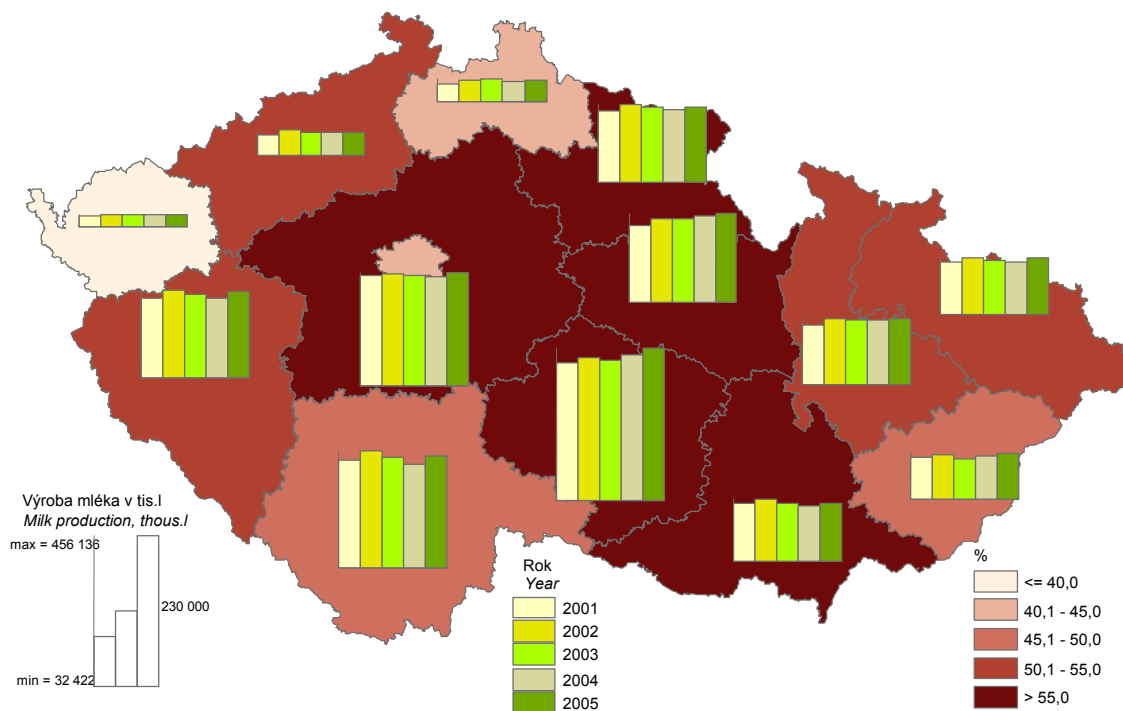 Výroba mléka v tis.l
Milk production, thous.l
max = 456 136
230 000
min = 32 422
Rok
Year
2001
2002
2003
2004
2005
%
<= 40,0
40,1 - 45,0
45,1 - 50,0
50,1 - 55,0
> 55,0